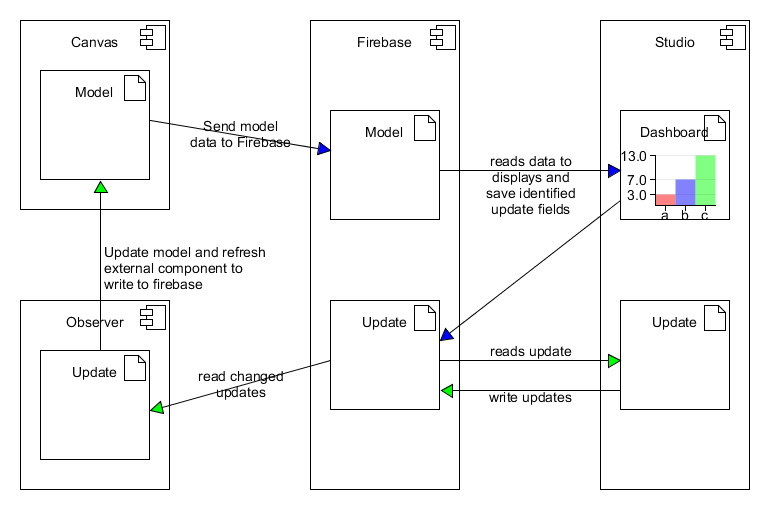 Canvas
Firebase
Studio
Model
Send model
data to Firebase
Model
reads data to
displays and
save identified
update fields
Dashboard
13.0
7.0
3.0
a b c
Update model and refresh
external component to
write to firebase
Observer
Update
read changed
updates
Update
reads update
write updates
Update